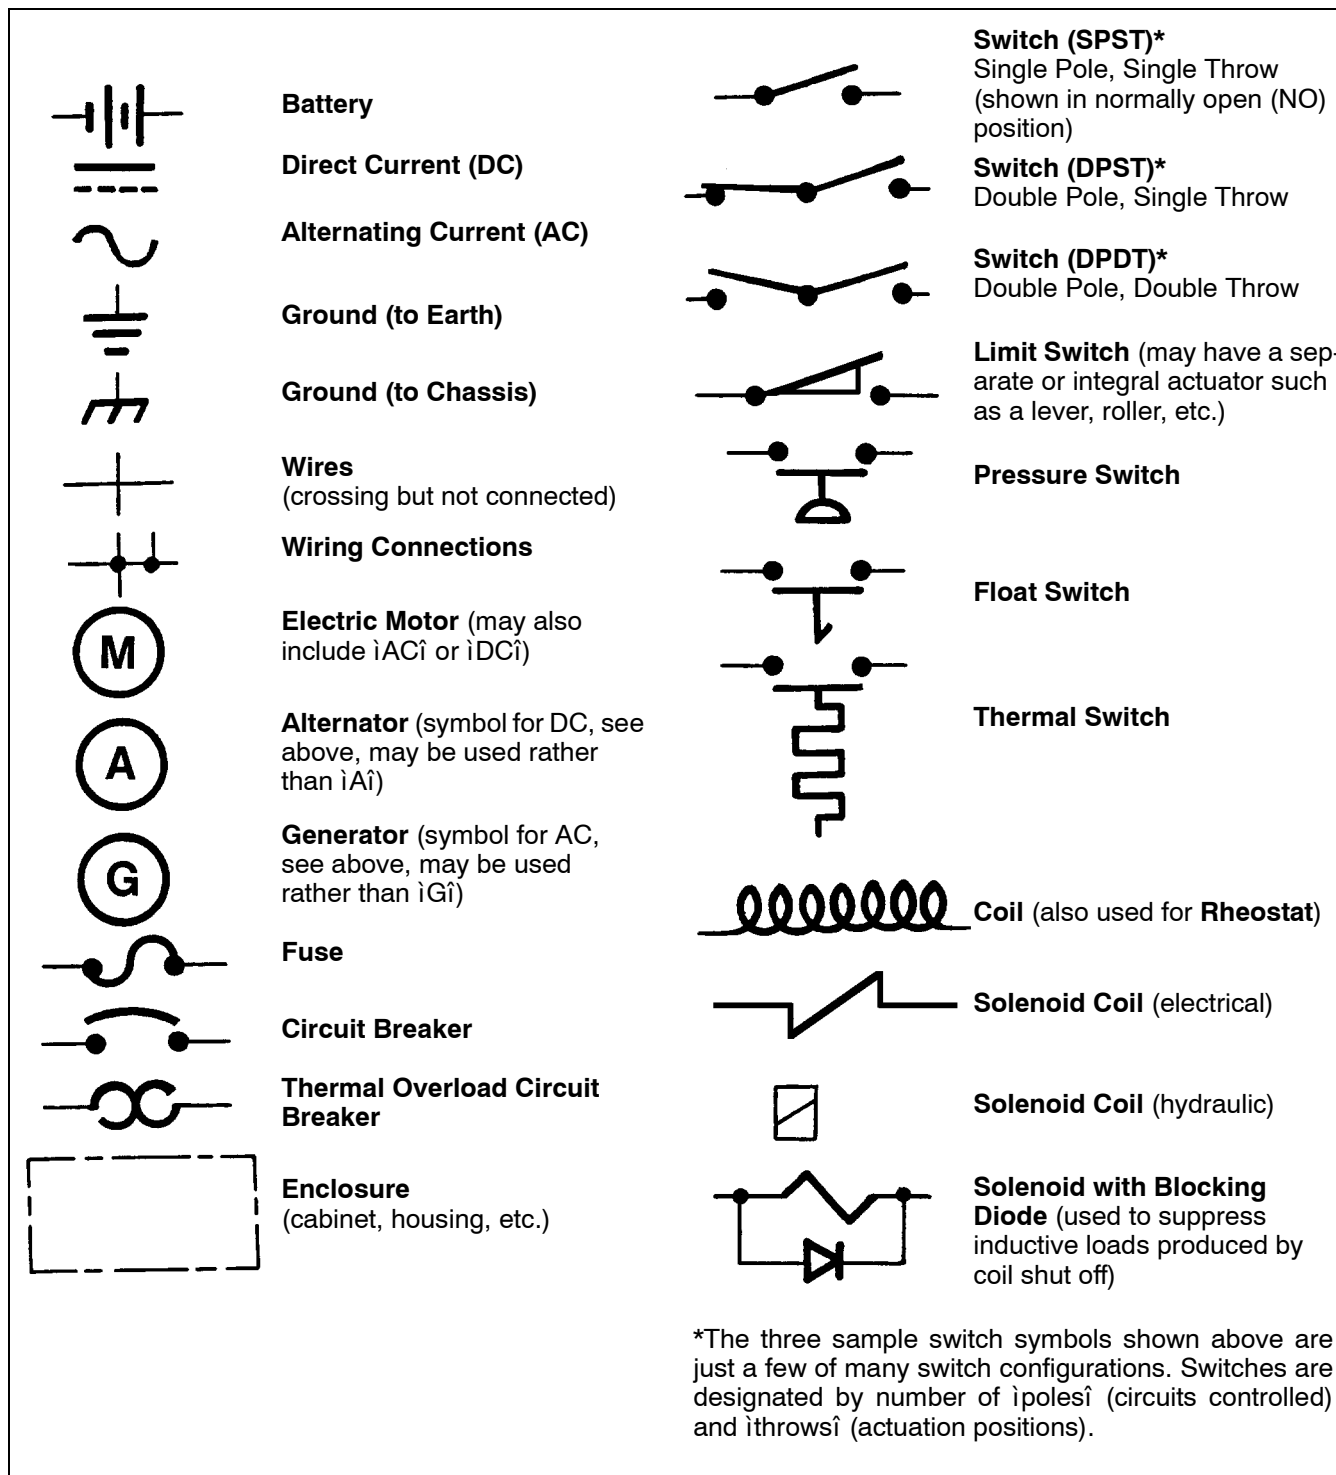 Battery
Direct Current (DC)
Alternating Current (AC)
Ground (to Earth)
Ground (to Chassis)
Wires
(crossing but not connected)
Wiring Connections
M
Electric Motor (may also
include ìACî or ìDCî)
A
Alternator (symbol for DC, see
above, may be used rather
than ìAî)
G
Generator (symbol for AC,
see above, may be used
rather than ìGî)
Fuse
Circuit Breaker
Thermal Overload Circuit
Breaker
Enclosure
(cabinet, housing, etc.)
Switch (SPST)*
Single Pole, Single Throw
(shown in normally open (NO)
position)
Switch (DPST)*
Double Pole, Single Throw
Switch (DPDT)*
Double Pole, Double Throw
Limit Switch (may have a sep-
arate or integral actuator such
as a lever, roller, etc.)
Pressure Switch
Float Switch
Thermal Switch
Coil (also used for Rheostat)
Solenoid Coil (electrical)
Solenoid Coil (hydraulic)
Solenoid with Blocking
Diode (used to suppress
inductive loads produced by
coil shut off)
*The three sample switch symbols shown above are
just a few of many switch configurations. Switches are
designated by number of ìpolesî (circuits controlled)
and ìthrowsî (actuation positions).